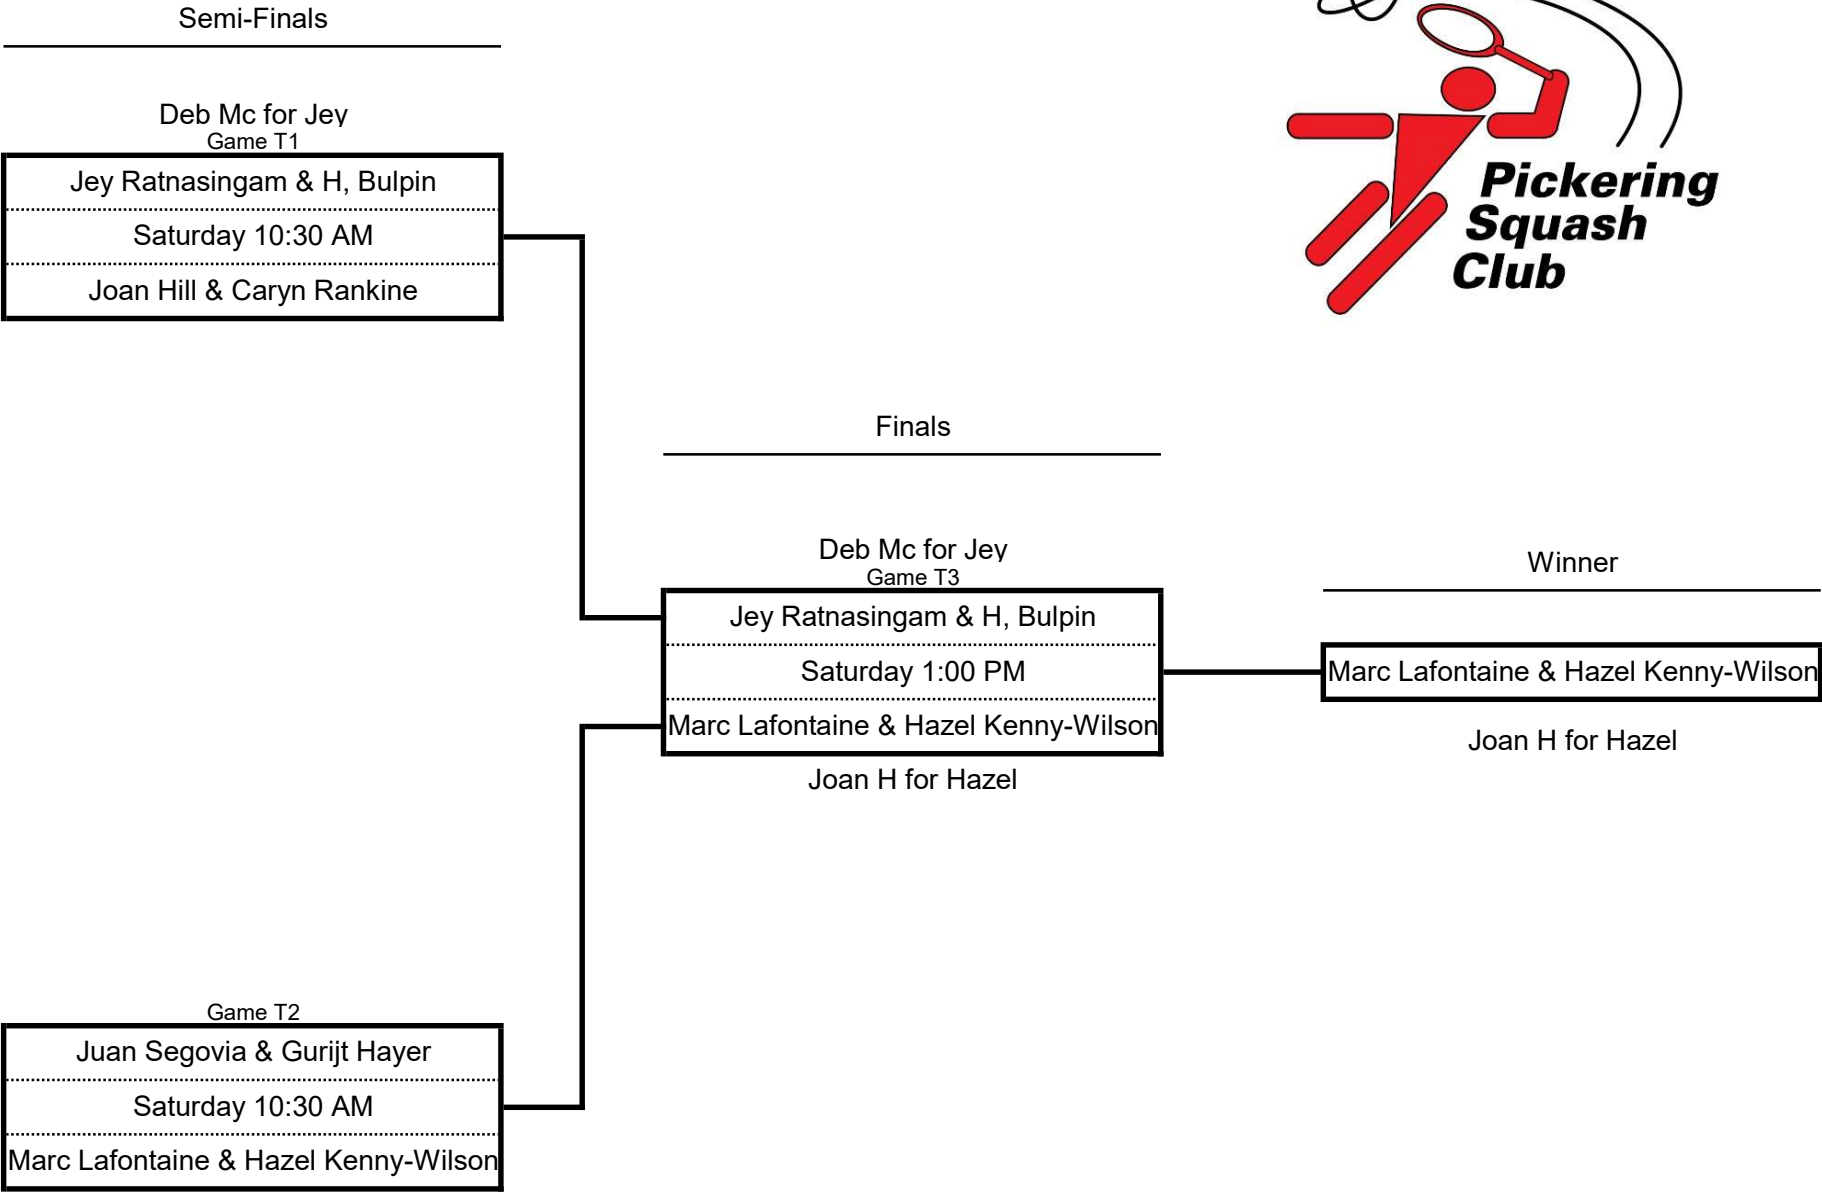 Semi-Finals
Deb Mc for Jey
Game T1
Jey Ratnasingam & H, Bulpin
Saturday 10:30 AM
Joan Hill & Caryn Rankine
Pickering
Squash
Club
Finals
Deb Mc for Jey
Game T3
Jey Ratnasingam & H, Bulpin
Saturday 1:00 PM
Marc Lafontaine & Hazel Kenny-Wilson
Joan H for Hazel
Winner
Marc Lafontaine & Hazel Kenny-Wilson
Joan H for Hazel
Game T2
Juan Segovia & Gurijt Hayer
Saturday 10:30 AM
Marc Lafontaine & Hazel Kenny-Wilson